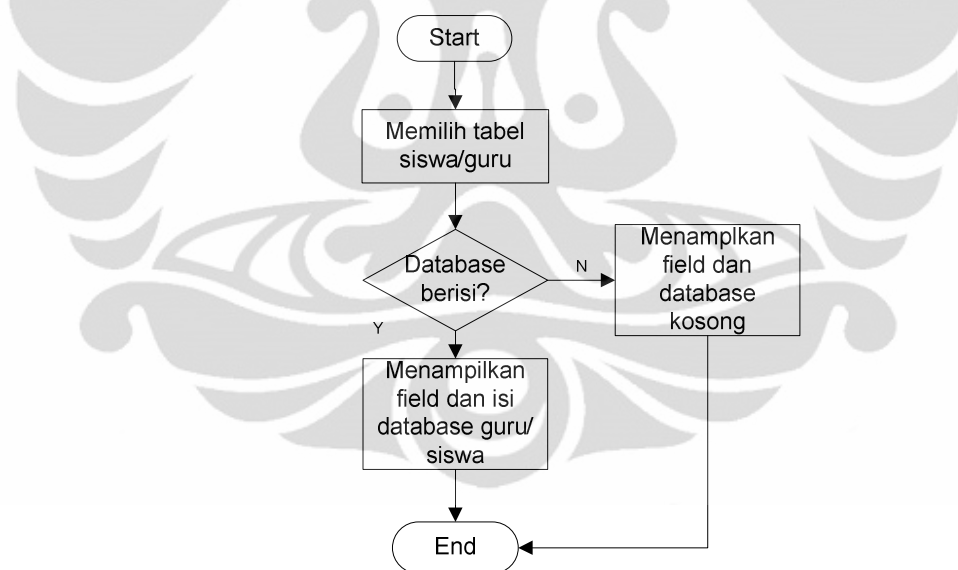 Start
Memilih tabel
siswa/guru
Database
berisi?
N
Menamplkan
field dan
database
kosong
Y
Menampilkan
field dan isi
database guru/
siswa
End